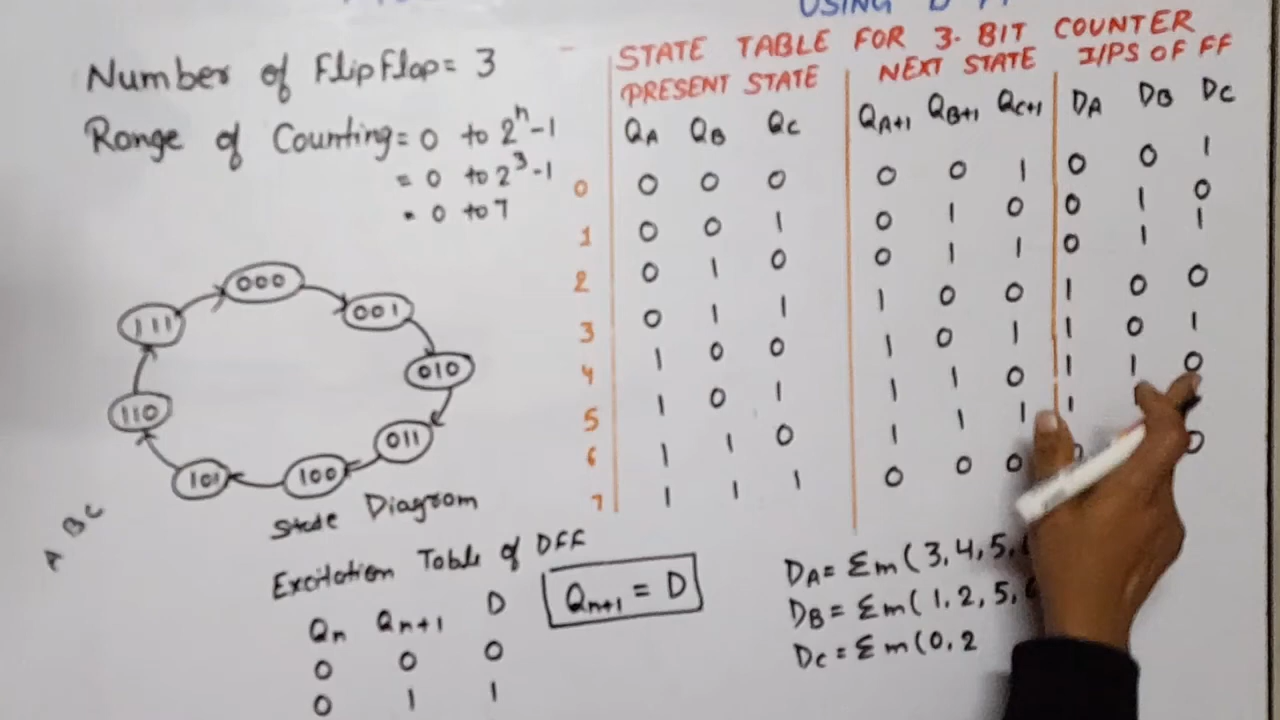 USING D
Number of FlipFlop = 3
Range of Counting = 0 to 2^n - 1
= 0 to 2^3 - 1
= 0 to 7
000
001
010
011
100
101
110
111
A B C
State Diagram
Excitation Table of DFF
Qn Qn+1 D
0 0 0
0 1 1
Qn+1 = D
STATE TABLE FOR 3-BIT COUNTER
PRESENT STATE NEXT STATE I/PS OF FF
QA QB QC QA+1 QB+1 QC+1 DA DB DC
0 0 0 0 0 0 1 0 0 1
1 0 0 1 0 1 0 0 1 0
2 0 1 0 0 1 1 0 1 1
3 0 1 1 1 0 0 1 0 0
4 1 0 0 1 0 1 1 0 1
5 1 0 1 1 1 0 1 1 0
6 1 1 0 1 1 1 1
7 1 1 1 0 0 0 0 0
DA = Σm(3, 4, 5,
DB = Σm(1, 2, 5, 6
DC = Σm(0, 2